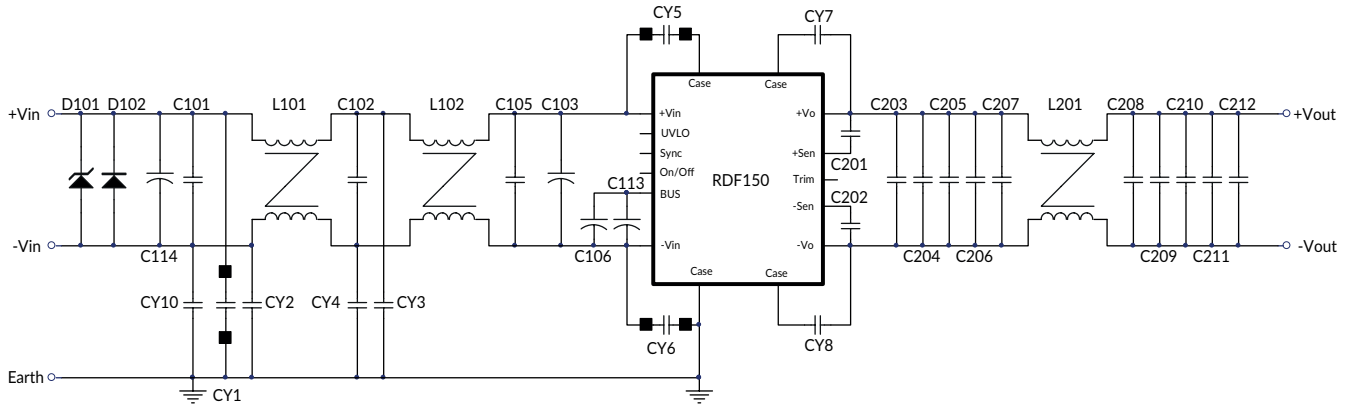 CY5
CY7
Case
Case
+Vin
D101
D102
C101
L101
C102
L102
C105
C103
+Vin
UVLO
Sync
On/Off
BUS
-Vin
C113
RDF150
+Vo
+Sen
Trim
-Sen
-Vo
C201
C202
C203
C205
C207
L201
C208
C210
C212
+Vout
-Vin
C114
C106
C204
C206
C209
C211
-Vout
Case
Case
CY10
CY2
CY4
CY3
CY6
CY8
Earth
CY1